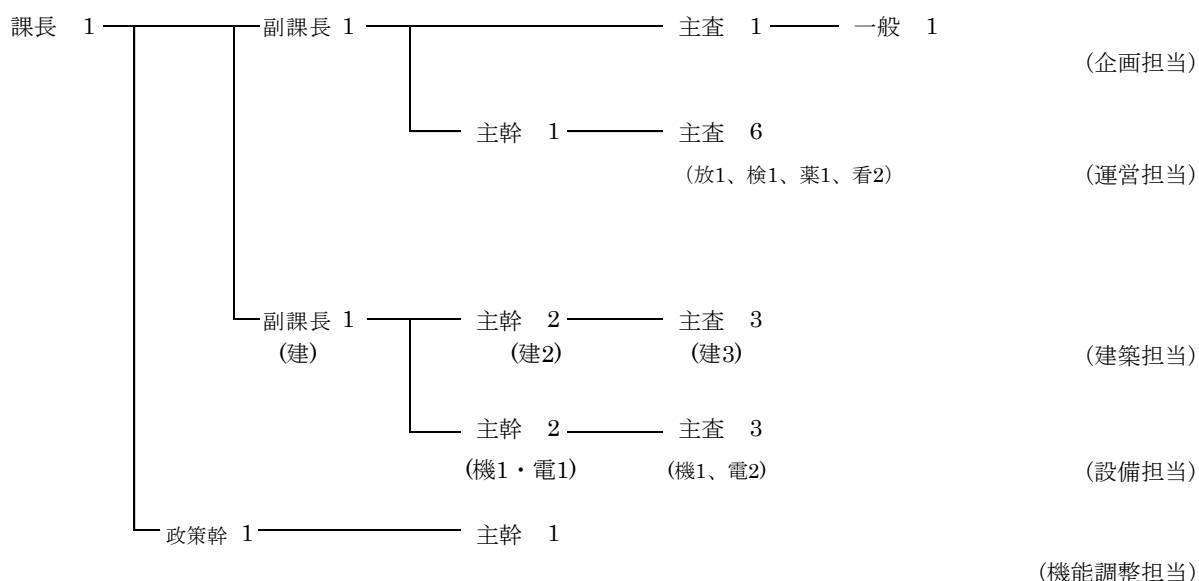 課長 1 副課長 1 主査 1 一般 1
（企画担当）
主幹 1 主査 6
（放1、検1、薬1、看2） （運営担当）
副課長 1 主幹 2 主査 3
(建) (建2) (建3) （建築担当）
主幹 2 主査 3
(機1・電1) (機1、電2) （設備担当）
政策幹 1 主幹 1
（機能調整担当）